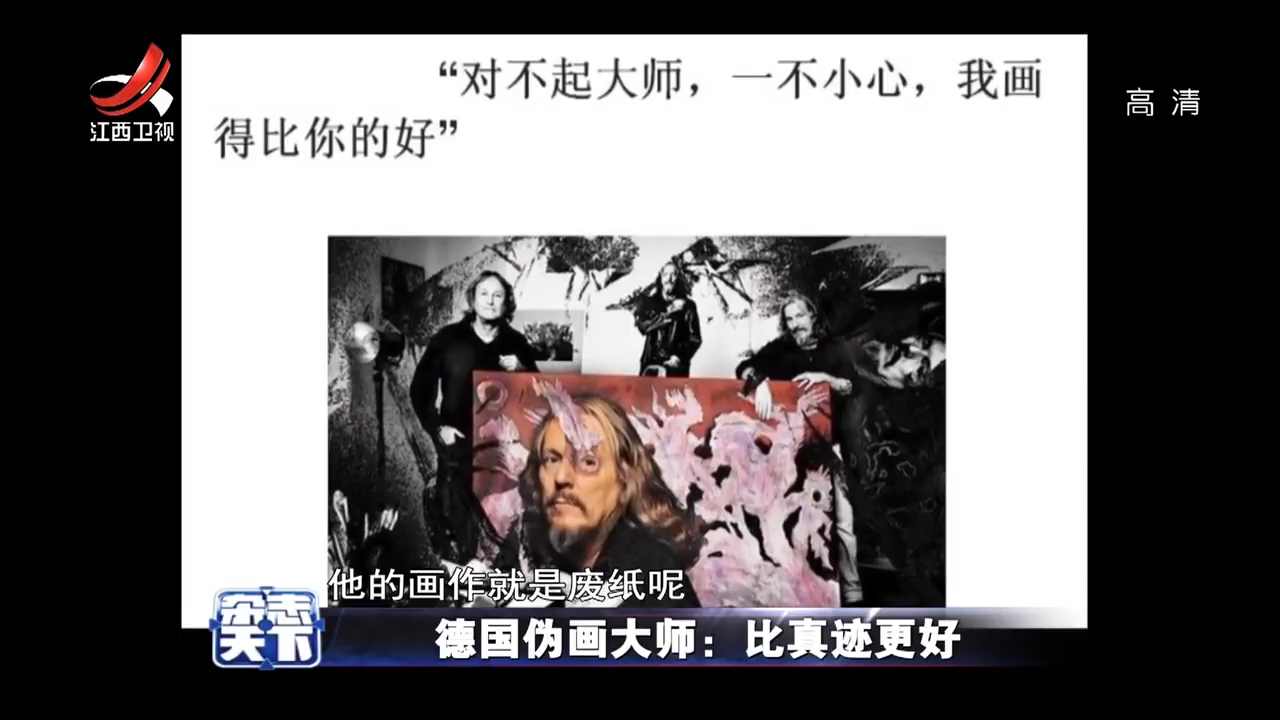 “对不起大师，一不小心，我画
得比你的好”
江西卫视
高清
他的画作就是废纸呢
杂志
天下
德国伪画大师：比真迹更好